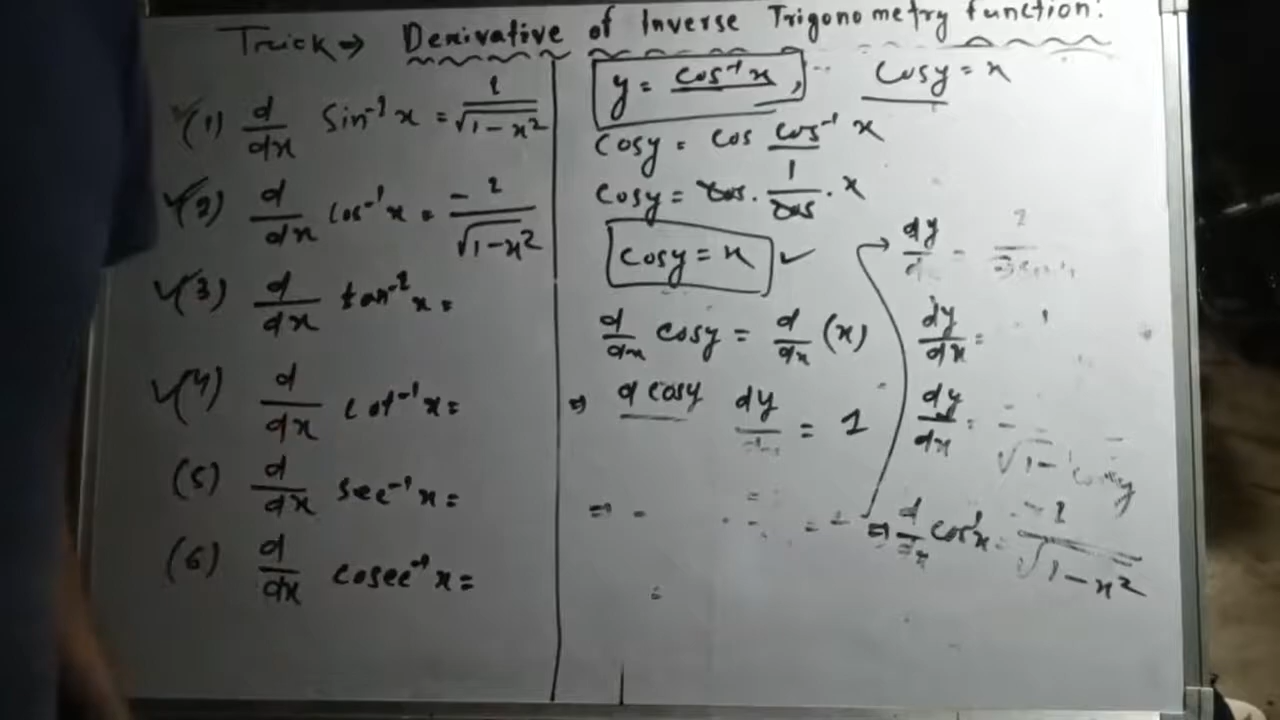 Trick ⇒ Derivative of Inverse Trigonometry function:
(1) d/dx Sin⁻¹x = 1/√(1-x²)
✓(2) d/dx cos⁻¹x = -1/√(1-x²)
✓(3) d/dx tan⁻¹x =
✓(4) d/dx cot⁻¹x =
(5) d/dx sec⁻¹x =
(6) d/dx cosec⁻¹x =
y = cos⁻¹x, Cosy = x
Cosy = cos cos⁻¹ x
Cosy = cos. 1/cos . x
Cosy = x ✓
d/dx cosy = d/dx (x)
⇒ d cosy dy = 1
⇒ - =
dy =
dy/dx =
dy/dx = √1- cosy
⇒ d cos⁻¹x = -1/√(1-x²)